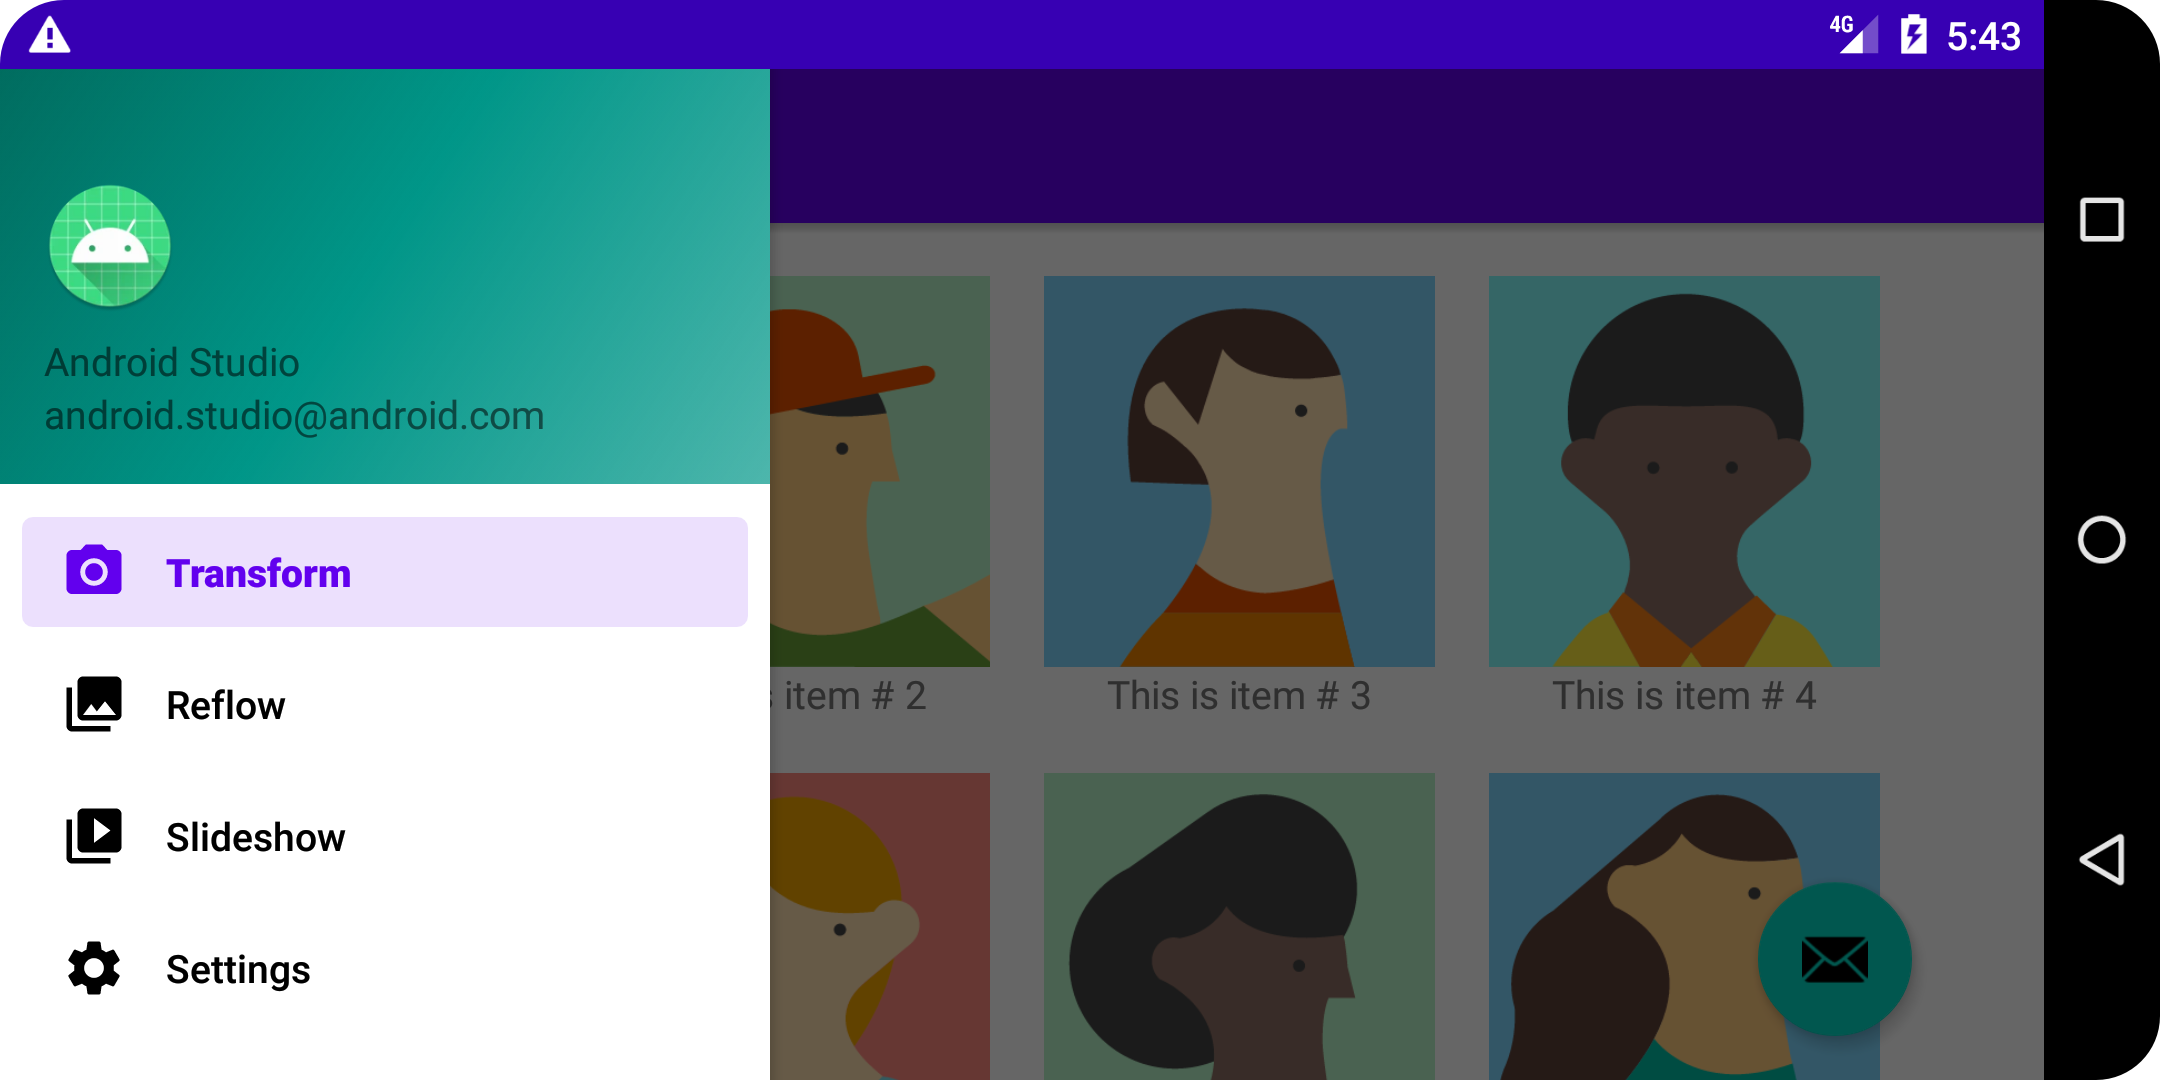 4G 5:43
Android Studio
android.studio@android.com
Transform
Reflow
Slideshow
Settings
item # 2
This is item # 3
This is item # 4